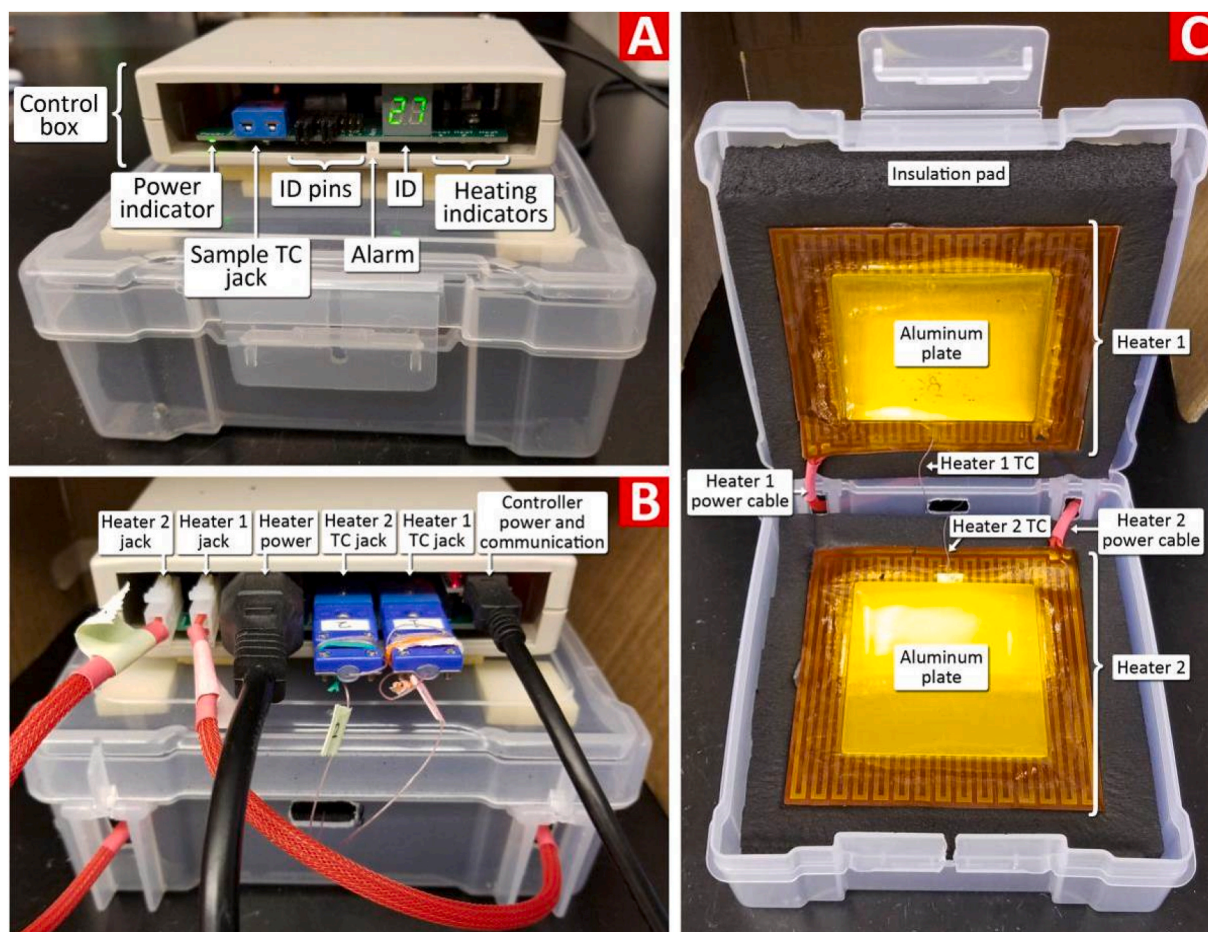 A
Control
box
27
Power
indicator
Sample TC
jack
ID pins
Alarm
ID
Heating
indicators
B
Heater 2
jack
Heater 1
jack
Heater
power
Heater 2
TC jack
Heater 1
TC jack
Controller
power and
communication
2
1
C
Insulation pad
Aluminum
plate
Heater 1
Heater 1 TC
Heater 1
power cable
Heater 2 TC
Heater 2
power cable
Aluminum
plate
Heater 2